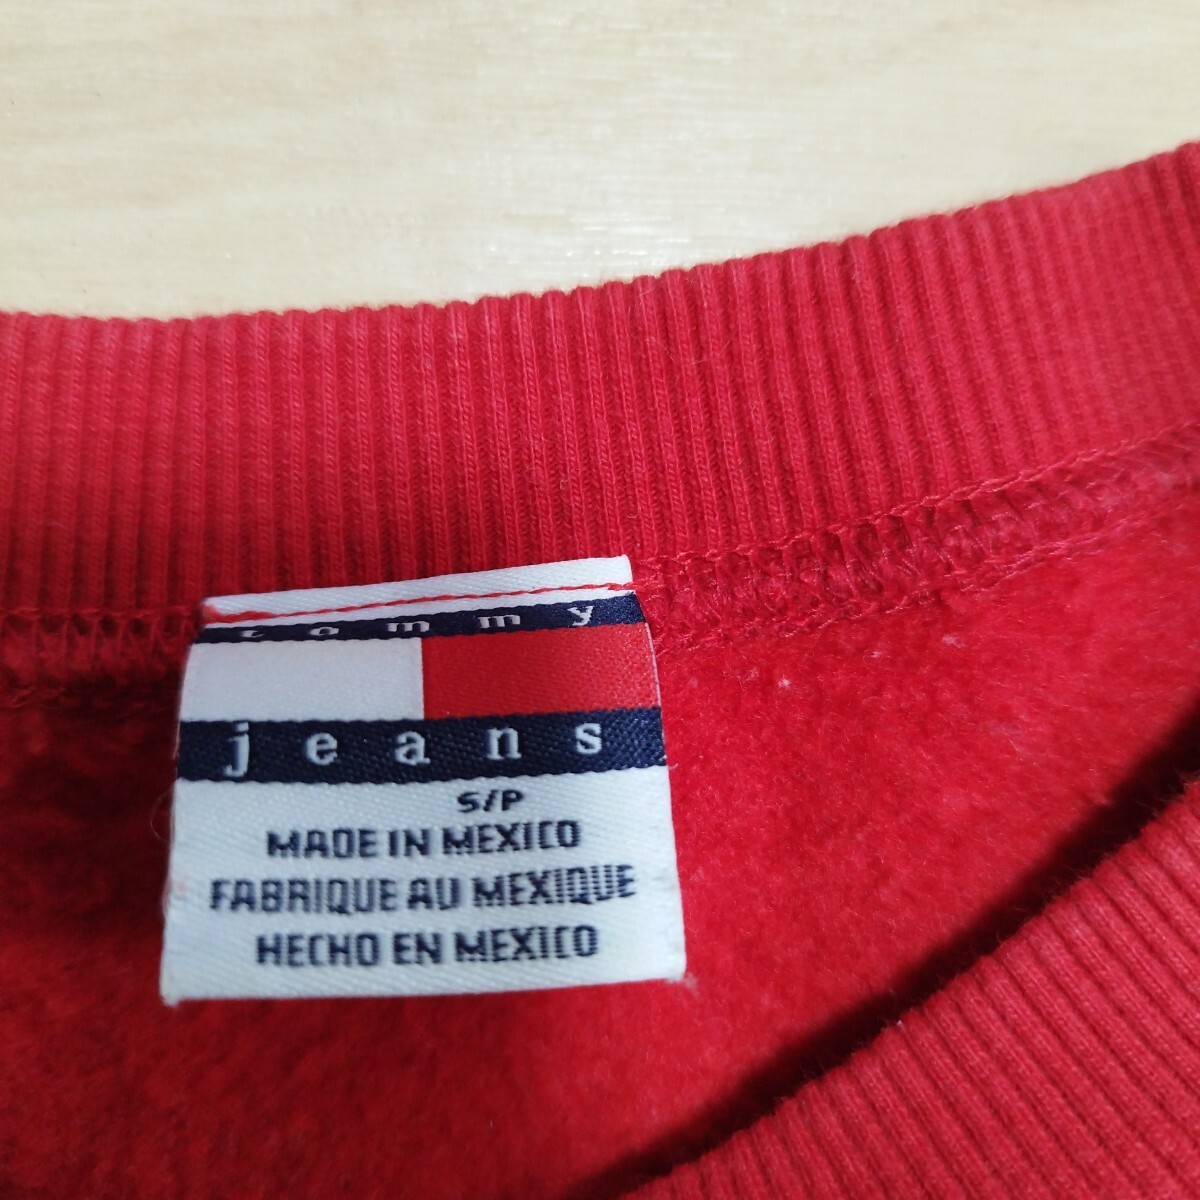 tommy
jeans
S/P
MADE IN MEXICO
FABRIQUE AU MEXIQUE
HECHO EN MEXICO